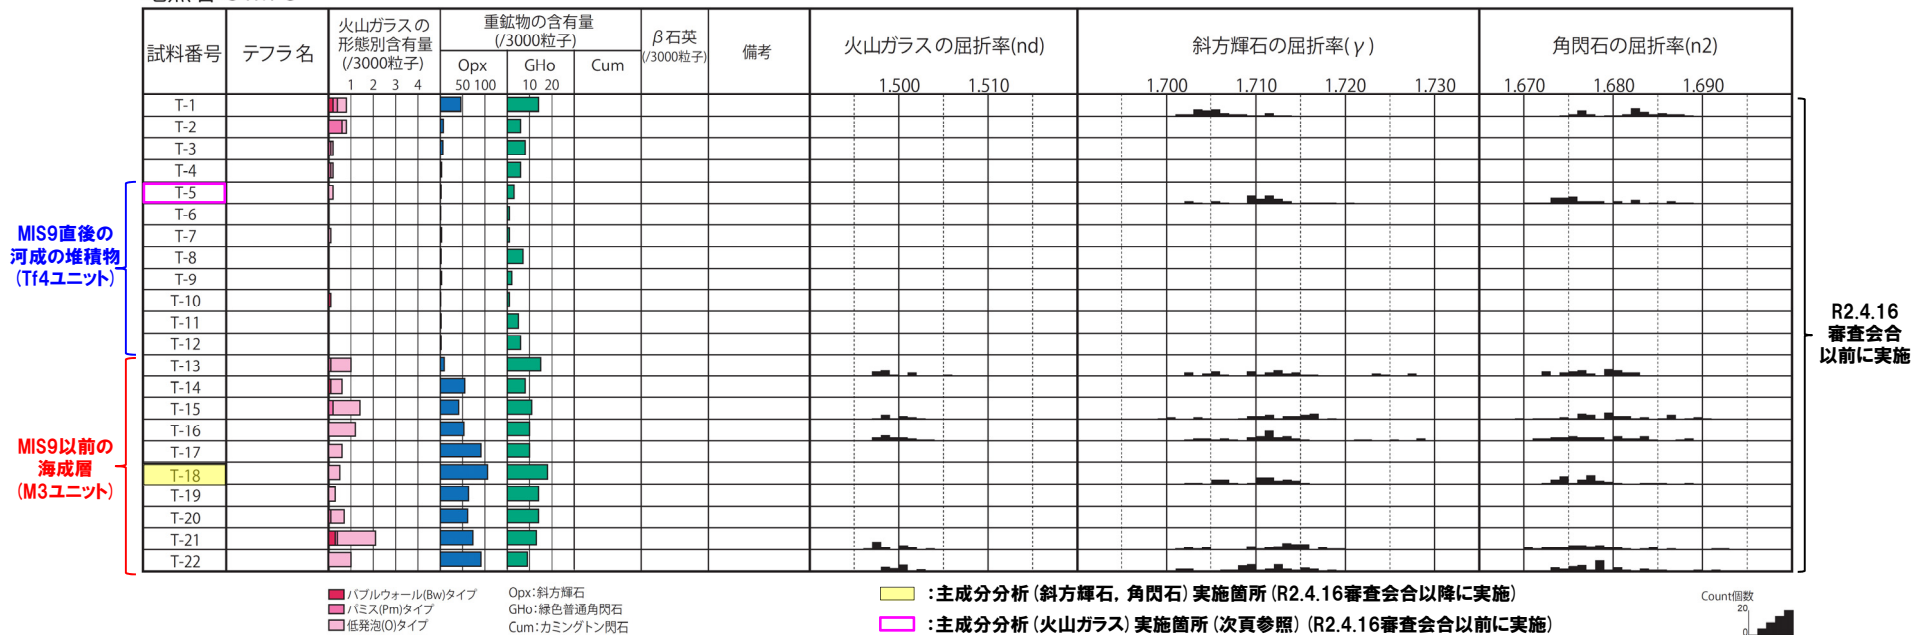 試料番号 テフラ名 火山ガラスの形態別含有量(/3000粒子) 重鉱物の含有量(/3000粒子) β石英(/3000粒子) 備考 火山ガラスの屈折率(nd) 斜方輝石の屈折率(γ) 角閃石の屈折率(n2)
Opx GHo Cum
1 2 3 4 50 100 10 20 1.500 1.510 1.700 1.710 1.720 1.730 1.670 1.680 1.690
T-1
T-2
T-3
T-4
T-5
T-6
T-7
T-8
T-9
T-10
T-11
T-12
T-13
T-14
T-15
T-16
T-17
T-18
T-19
T-20
T-21
T-22
MIS9直後の
河成の堆積物
(Tf4ユニット)
MIS9以前の
海成層
(M3ユニット)
R2.4.16
審査会合
以前に実施
バブルウォール(Bw)タイプ
パミス(Pm)タイプ
低発泡(O)タイプ
Opx:斜方輝石
GHo:緑色普通角閃石
Cum:カミングトン閃石
:主成分分析(斜方輝石, 角閃石)実施箇所(R2.4.16審査会合以降に実施)
:主成分分析(火山ガラス)実施箇所(次頁参照)(R2.4.16審査会合以前に実施)
Count個数
20
0